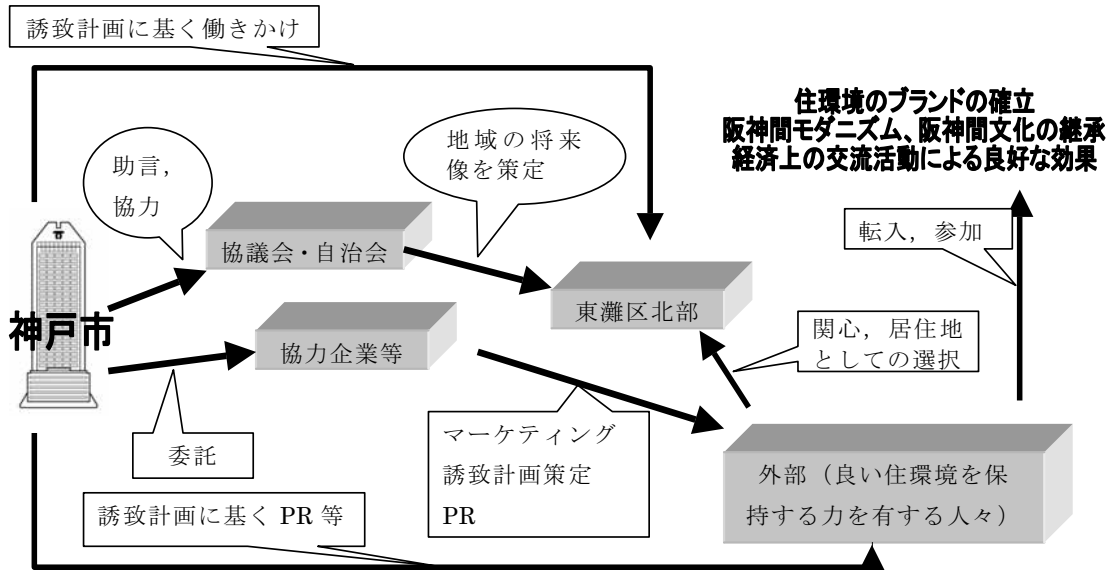 誘致計画に基く働きかけ
住環境のブランドの確立
阪神間モダニズム、阪神間文化の継承
経済上の交流活動による良好な効果
地域の将来
像を策定
助言,
協力
転入, 参加
協議会・自治会
東灘区北部
神戸市
関心, 居住地
としての選択
協力企業等
マーケティング
誘致計画策定
PR
委託
外部（良い住環境を保
持する力を有する人々）
誘致計画に基く PR 等